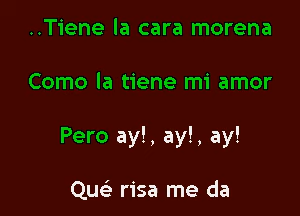 ..Tiene la cara morena
Como la tiene mi amor
Pero ay!, ay!, ay!
Qué risa me da